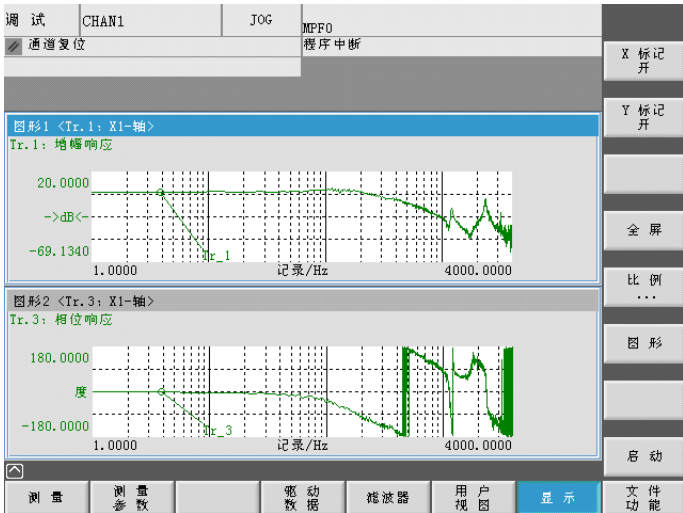 调 试 CHAN1 JOG MPF0
通道复位 程序中断
X 标记
开
Y 标记
开
图形1 <Tr.1: X1-轴>
Tr.1: 增幅响应
20.0000
->dB<-
-69.1340
Tr_1
1.0000 记录/Hz 4000.0000
全 屏
比 例
...
图形2 <Tr.3: X1-轴>
Tr.3: 相位响应
180.0000
度
-180.0000
Tr_3
1.0000 记录/Hz 4000.0000
图 形
启 动
测 量
测 量
参 数
驱 动
数 据
滤波器
用 户
视 图
显 示
文 件
功 能